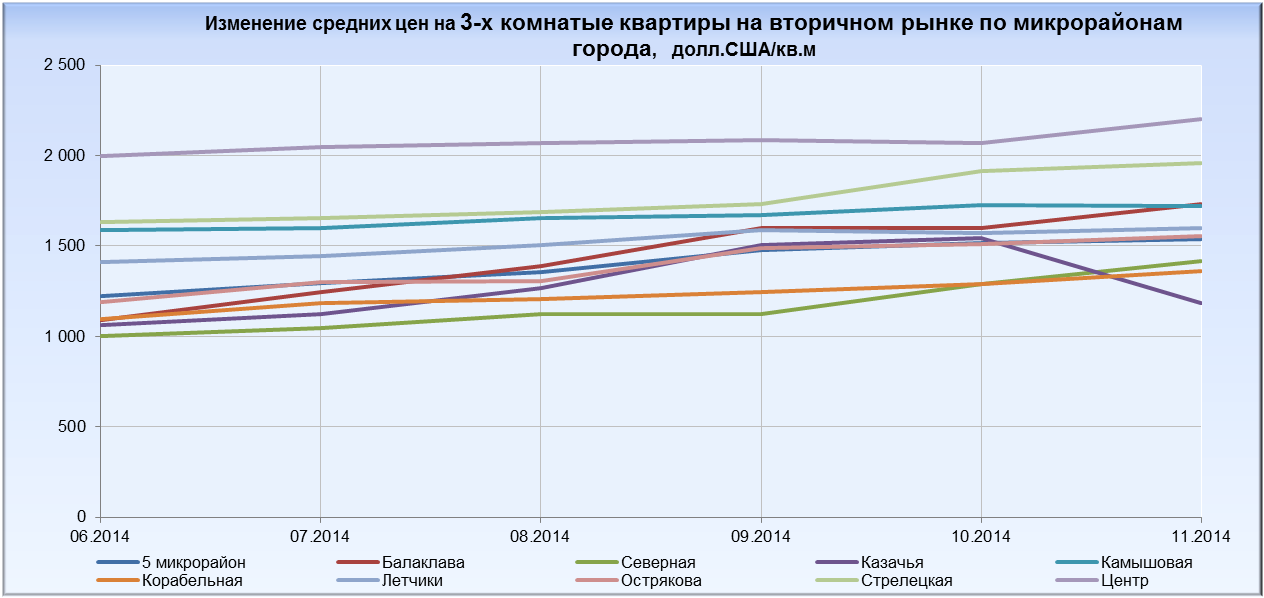 Изменение средних цен на 3-х комнатые квартиры на вторичном рынке по микрорайонам
города, долл.США/кв.м
2 500
2 000
1 500
1 000
500
0
06.2014 07.2014 08.2014 09.2014 10.2014 11.2014
5 микрорайон Балаклава Северная Казачья Камышовая
Корабельная Летчики Острякова Стрелецкая Центр